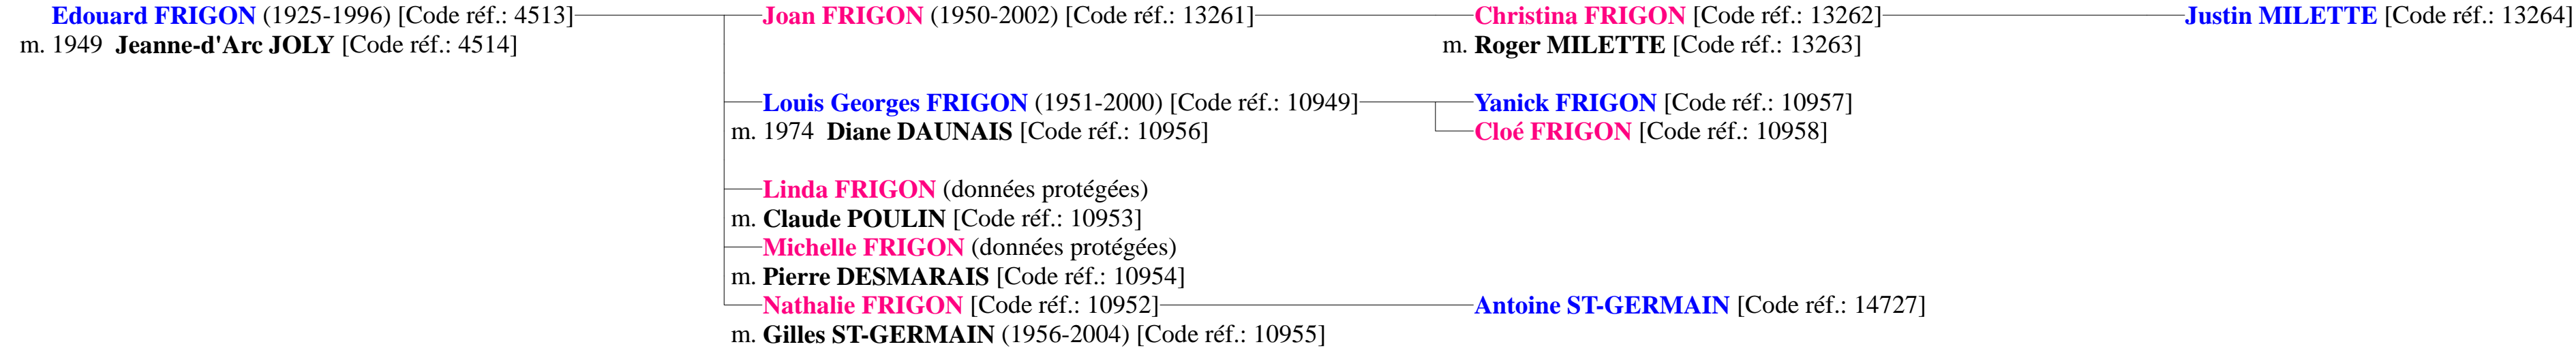 Edouard FRIGON (1925-1996) [Code réf.: 4513] Joan FRIGON (1950-2002) [Code réf.: 13261] Christina FRIGON [Code réf.: 13262] Justin MILETTE [Code réf.: 13264]
m. 1949 Jeanne-d'Arc JOLY [Code réf.: 4514] m. Roger MILETTE [Code réf.: 13263]
Louis Georges FRIGON (1951-2000) [Code réf.: 10949] Yanick FRIGON [Code réf.: 10957]
m. 1974 Diane DAUNAIS [Code réf.: 10956] Cloé FRIGON [Code réf.: 10958]
Linda FRIGON (données protégées)
m. Claude POULIN [Code réf.: 10953]
Michelle FRIGON (données protégées)
m. Pierre DESMARAIS [Code réf.: 10954]
Nathalie FRIGON [Code réf.: 10952] Antoine ST-GERMAIN [Code réf.: 14727]
m. Gilles ST-GERMAIN (1956-2004) [Code réf.: 10955]